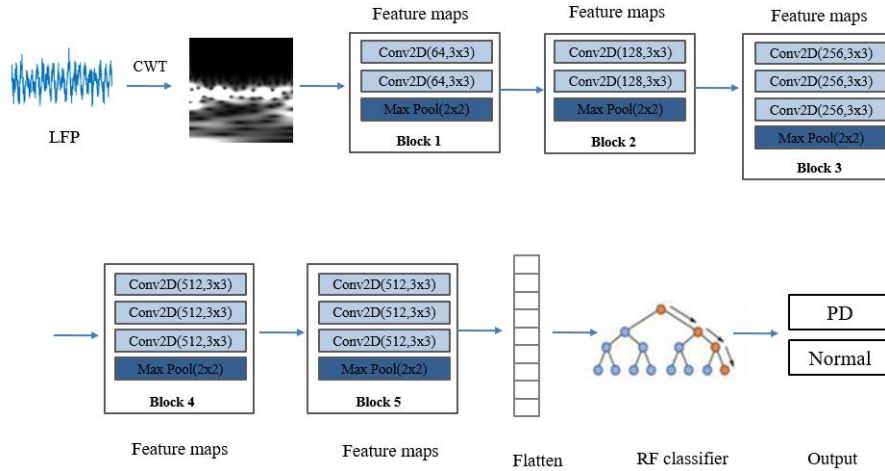 Feature maps
Feature maps
Feature maps
LFP
CWT
Conv2D(64,3x3)
Conv2D(64,3x3)
Max Pool(2x2)
Block 1
Conv2D(128,3x3)
Conv2D(128,3x3)
Max Pool(2x2)
Block 2
Conv2D(256,3x3)
Conv2D(256,3x3)
Conv2D(256,3x3)
Max Pool(2x2)
Block 3
Conv2D(512,3x3)
Conv2D(512,3x3)
Conv2D(512,3x3)
Max Pool(2x2)
Block 4
Feature maps
Conv2D(512,3x3)
Conv2D(512,3x3)
Conv2D(512,3x3)
Max Pool(2x2)
Block 5
Feature maps
Flatten
RF classifier
PD
Normal
Output